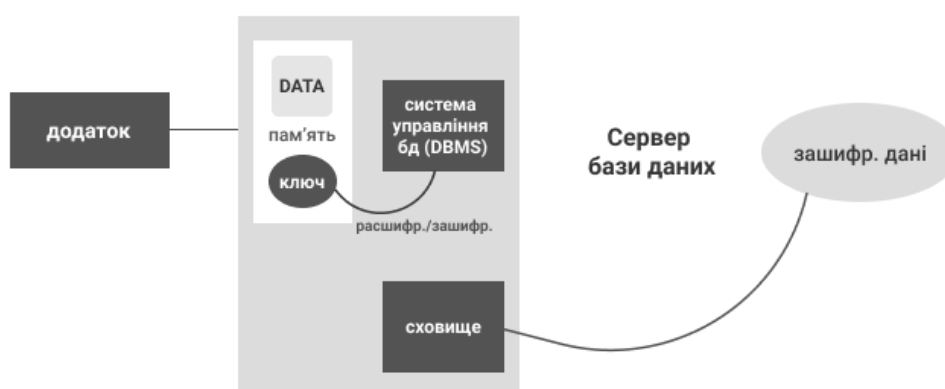 додаток
DATA
пам’ять
ключ
система
управління
бд (DBMS)
расшифр./зашифр.
сховище
Сервер
бази даних
зашифр. дані